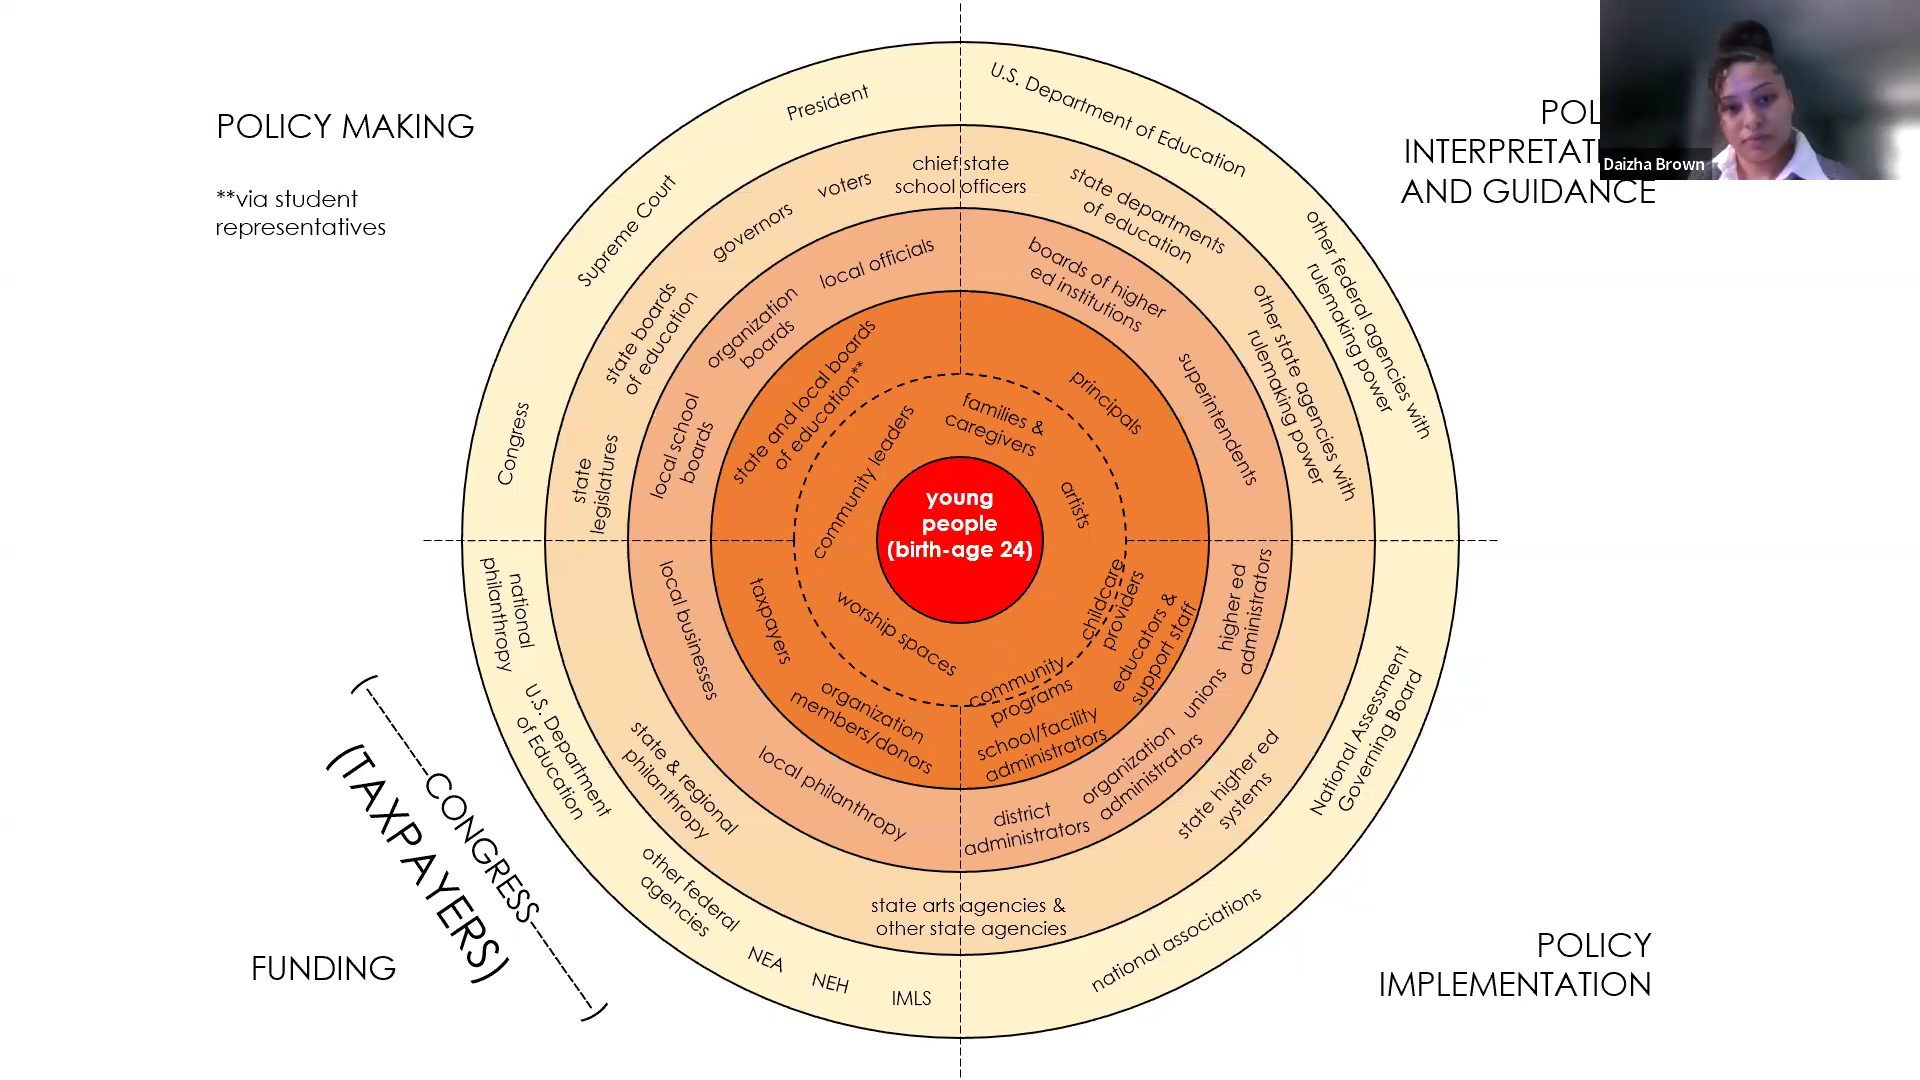 POLICY MAKING
**via student
representatives
POL
INTERPRETATI
AND GUIDANCE
Daizha Brown
President
Supreme Court
Congress
U.S. Department of Education
other federal agencies with
rulemaking power
chief state
school officers
voters
governors
state boards
of education
state
legislatures
state departments
of education
other state agencies with
rulemaking power
local officials
organization
boards
local school
boards
boards of higher
ed institutions
superintendents
state and local boards
of education**
principals
community leaders
families &
caregivers
artists
young
people
(birth-age 24)
worship spaces
childcare
providers
community
programs
taxpayers
organization
members/donors
educators &
support staff
school/facility
administrators
local businesses
local philanthropy
higher ed
administrators
unions
organization
administrators
district
administrators
state & regional
philanthropy
state arts agencies &
other state agencies
state higher ed
systems
national
philanthropy
U.S. Department
of Education
other federal
agencies
NEA
NEH
IMLS
National Assessment
Governing Board
national associations
CONGRESS
(TAXPAYERS)
FUNDING
POLICY
IMPLEMENTATION